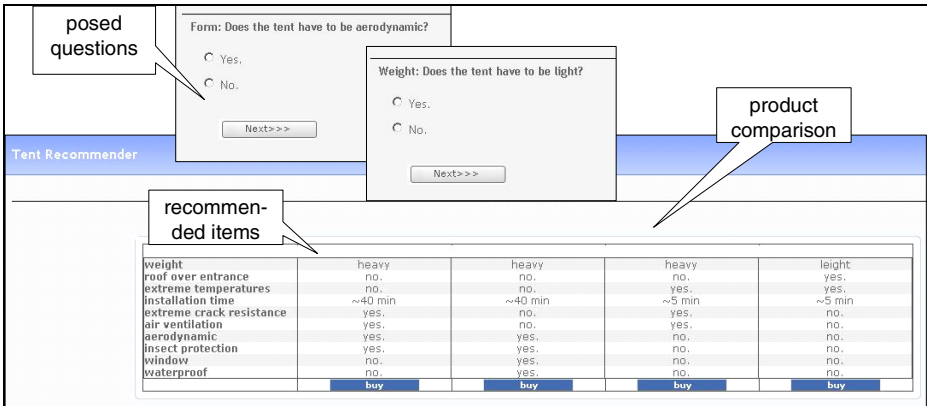 posed
questions
Form: Does the tent have to be aerodynamic?
Yes.
No.
Next>>>
Weight: Does the tent have to be light?
Yes.
No.
Next>>>
product
comparison
Tent Recommender
recommen-
ded items
weight heavy heavy heavy leight
roof over entrance no. no. no. yes.
extreme temperatures no. no. yes. yes.
installation time ~40 min ~40 min ~5 min ~5 min
extreme crack resistance yes. no. yes. no.
air ventilation yes. no. yes. no.
aerodynamic yes. yes. no. no.
insect protection yes. yes. no. no.
window no. yes. no. no.
waterproof no. yes. no. no.
buy buy buy buy